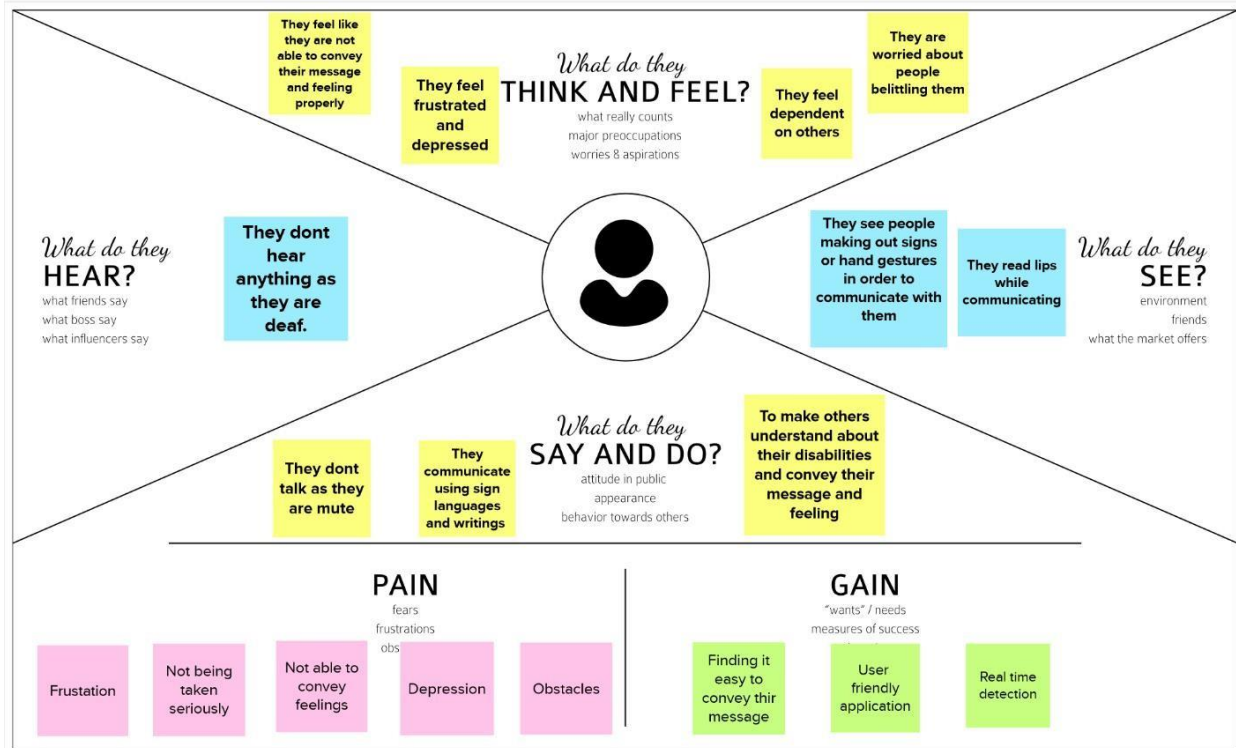 They feel like
they are not
able to convey
their message
and feeling
properly
They feel
frustrated
and
depressed
What do they
THINK AND FEEL?
what really counts
major preoccupations
worries & aspirations
They feel
dependent
on others
They are
worried about
people
belittling them
What do they
HEAR?
what friends say
what boss say
what influencers say
They dont
hear
anything as
they are
deaf.
They see people
making out signs
or hand gestures
in order to
communicate with
them
They read lips
while
communicating
What do they
SEE?
environment
friends
what the market offers
They dont
talk as they
are mute
They
communicate
using sign
languages
and writings
What do they
SAY AND DO?
attitude in public
appearance
behavior towards others
To make others
understand about
their disabilities
and convey their
message and
feeling
PAIN
fears
frustrations
Frustation
Not being
taken
seriously
Not able to
convey
feelings
Depression
Obstacles
GAIN
"wants" / needs
measures of success
Finding it
easy to
convey thir
message
User
friendly
application
Real time
detection